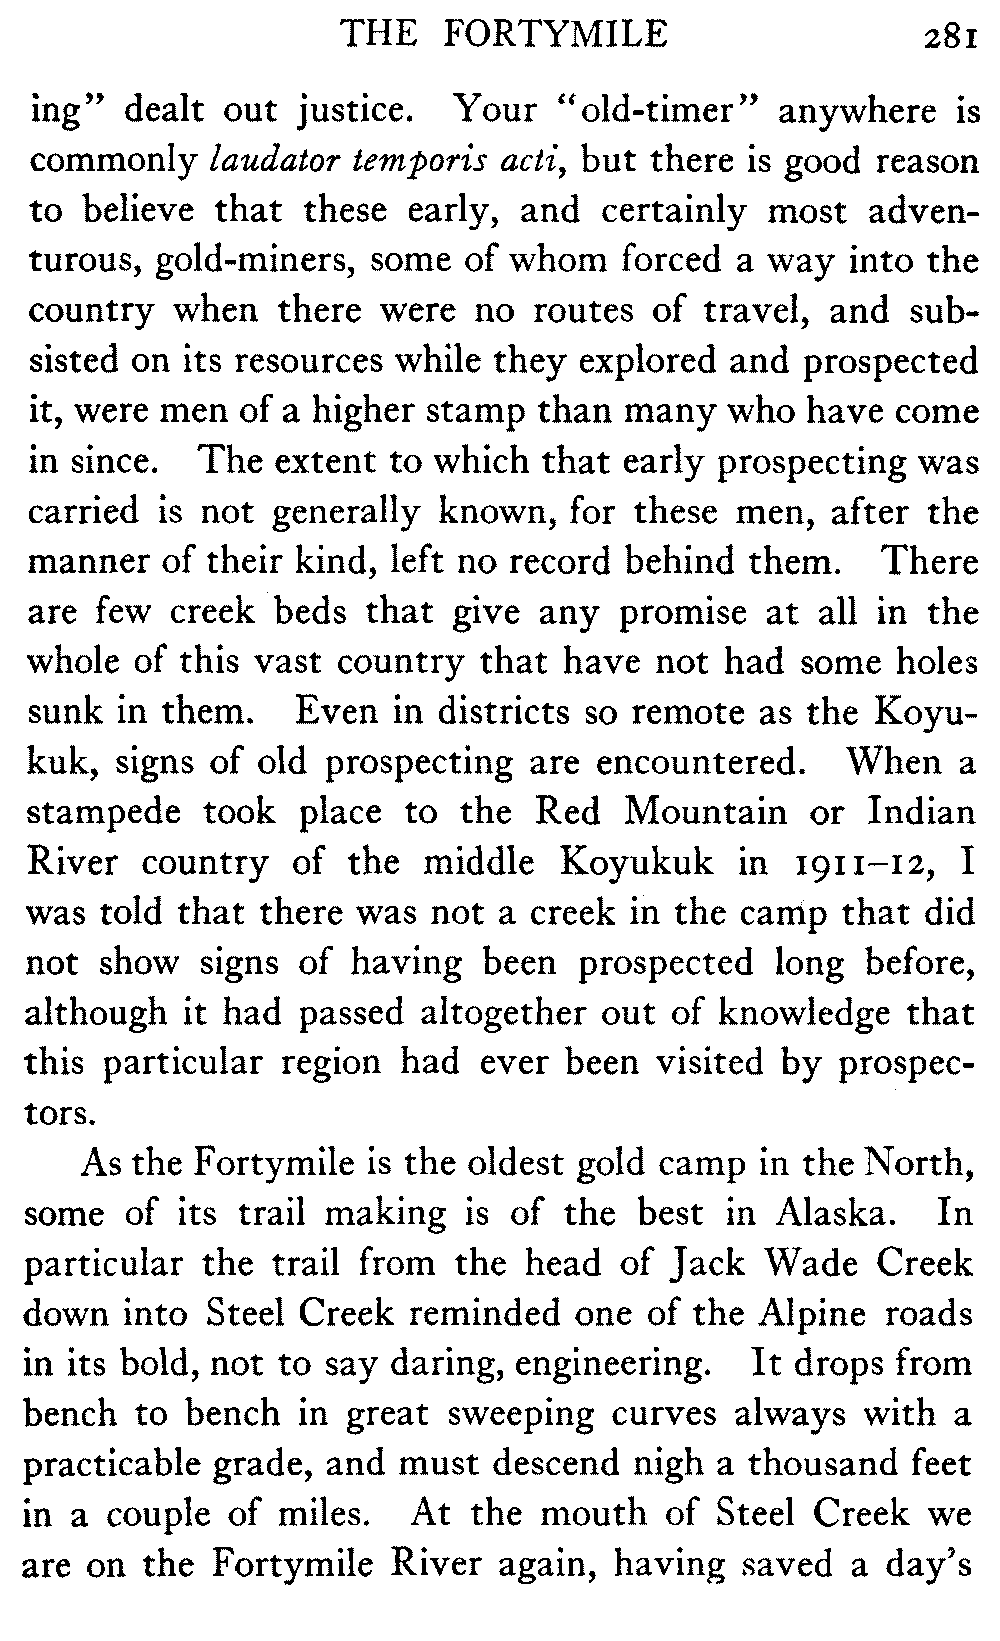 THE FORTYMILE 281
ing" dealt out justice. Your "old-timer" anywhere is
commonly laudator temporis acti, but there is good reason
to believe that these early, and certainly most adven-
turous, gold-miners, some of whom forced a way into the
country when there were no routes of travel, and sub-
sisted on its resources while they explored and prospected
it, were men of a higher stamp than many who have come
in since. The extent to which that early prospecting was
carried is not generally known, for these men, after the
manner of their kind, left no record behind them. There
are few creek beds that give any promise at all in the
whole of this vast country that have not had some holes
sunk in them. Even in districts so remote as the Koyu-
kuk, signs of old prospecting are encountered. When a
stampede took place to the Red Mountain or Indian
River country of the middle Koyukuk in 1911–12, I
was told that there was not a creek in the camp that did
not show signs of having been prospected long before,
although it had passed altogether out of knowledge that
this particular region had ever been visited by prospec-
tors.
As the Fortymile is the oldest gold camp in the North,
some of its trail making is of the best in Alaska. In
particular the trail from the head of Jack Wade Creek
down into Steel Creek reminded one of the Alpine roads
in its bold, not to say daring, engineering. It drops from
bench to bench in great sweeping curves always with a
practicable grade, and must descend nigh a thousand feet
in a couple of miles. At the mouth of Steel Creek we
are on the Fortymile River again, having saved a day's